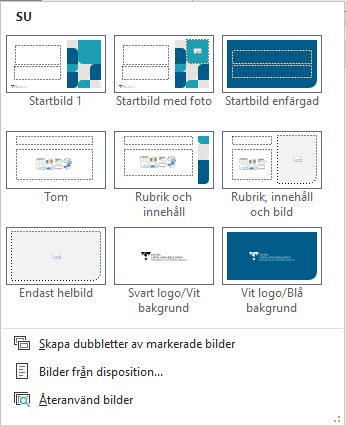 SU
Startbild 1
Startbild med foto
Startbild enfärgad
Tom
Rubrik och
innehåll
Rubrik, innehåll
och bild
Endast helbild
Svart logo/Vit
bakgrund
Vit logo/Blå
bakgrund
Skapa dubbletter av markerade bilder
Bilder från disposition...
Återanvänd bilder